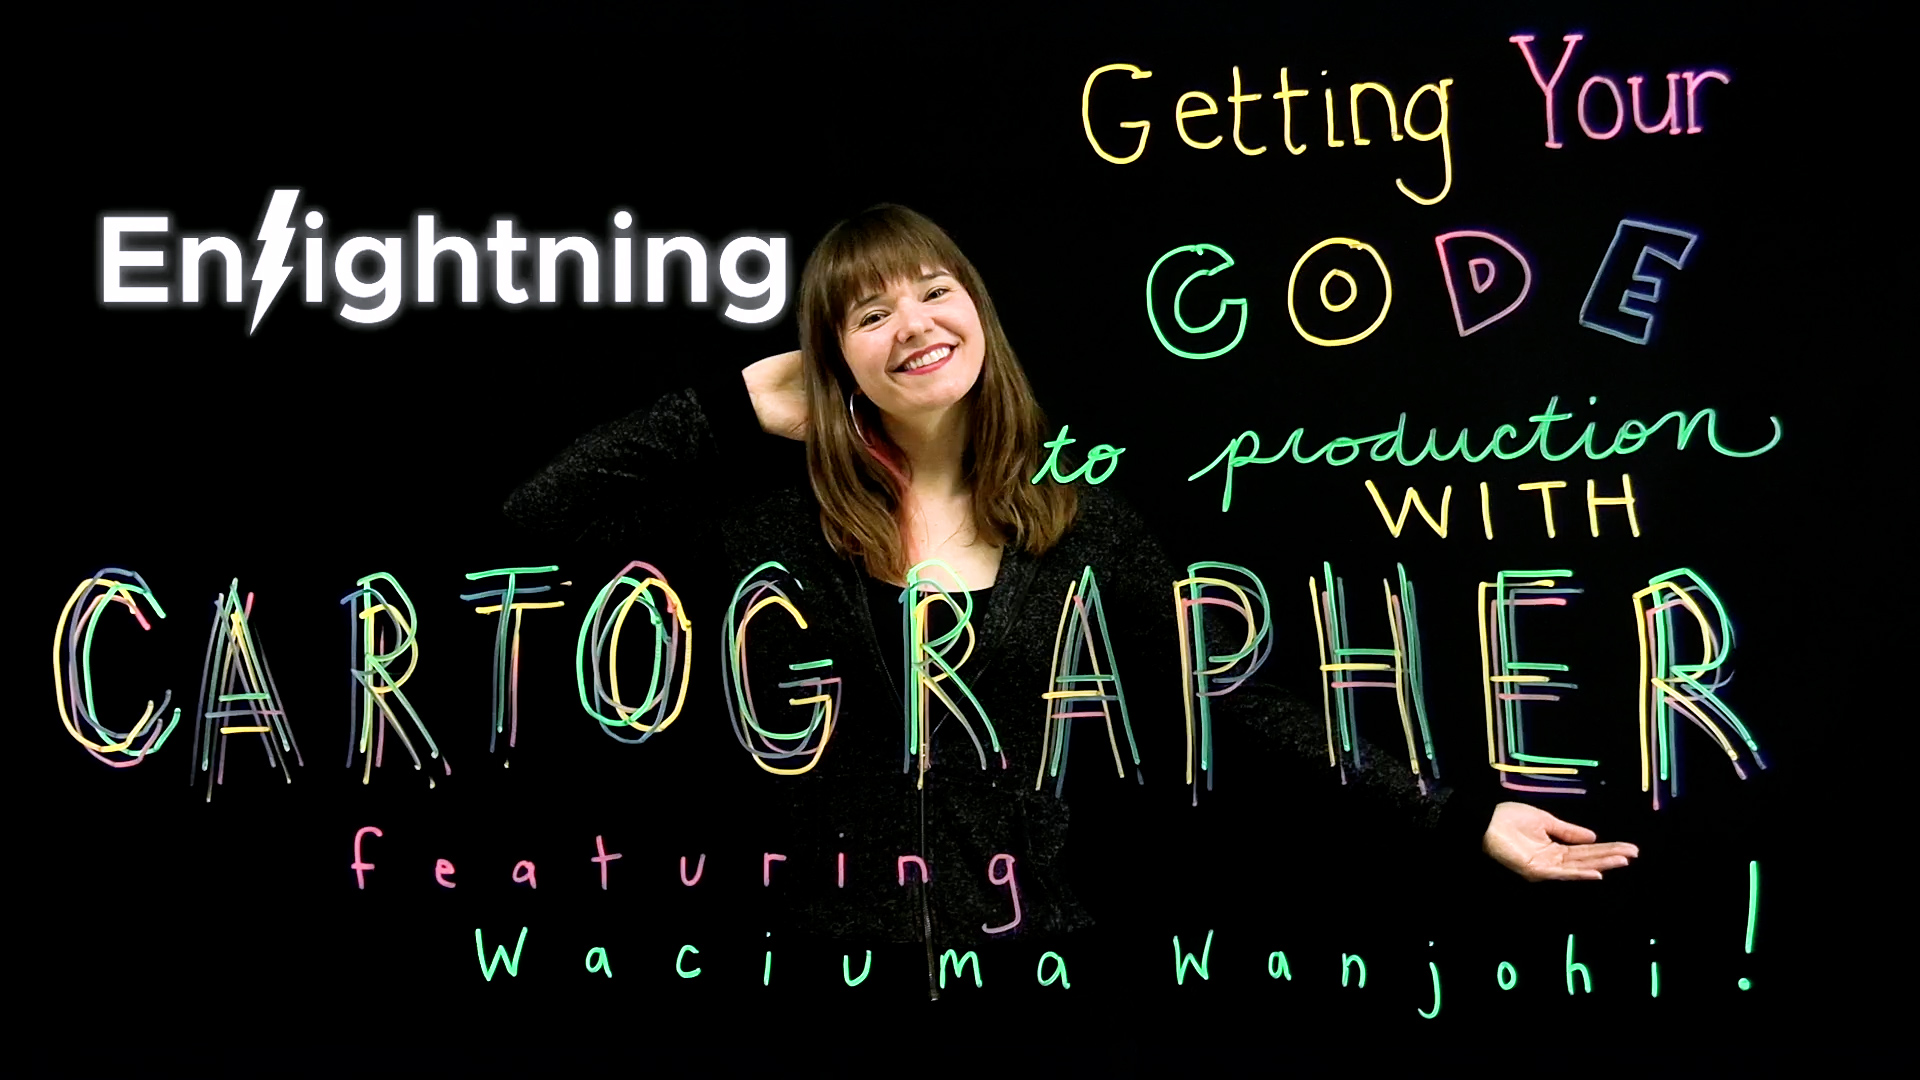 Enlightning
Getting Your
CODE
to production
WITH
CARTOGRAPHER
featuring
Waciuma Wanjohi!